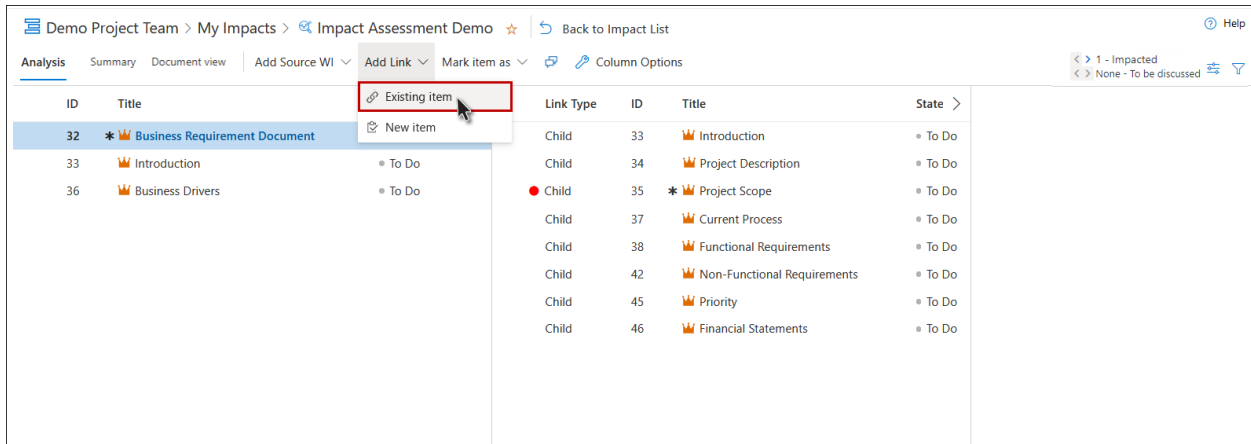 Demo Project Team > My Impacts > Impact Assessment Demo Back to Impact List Help
Analysis Summary Document view Add Source WI Add Link Mark item as Column Options < > 1 - Impacted
< > None - To be discussed
Existing item
New item
ID Title Link Type ID Title State >
32 * Business Requirement Document Child 33 Introduction To Do
33 Introduction To Do Child 34 Project Description To Do
36 Business Drivers To Do Child 35 * Project Scope To Do
Child 37 Current Process To Do
Child 38 Functional Requirements To Do
Child 42 Non-Functional Requirements To Do
Child 45 Priority To Do
Child 46 Financial Statements To Do